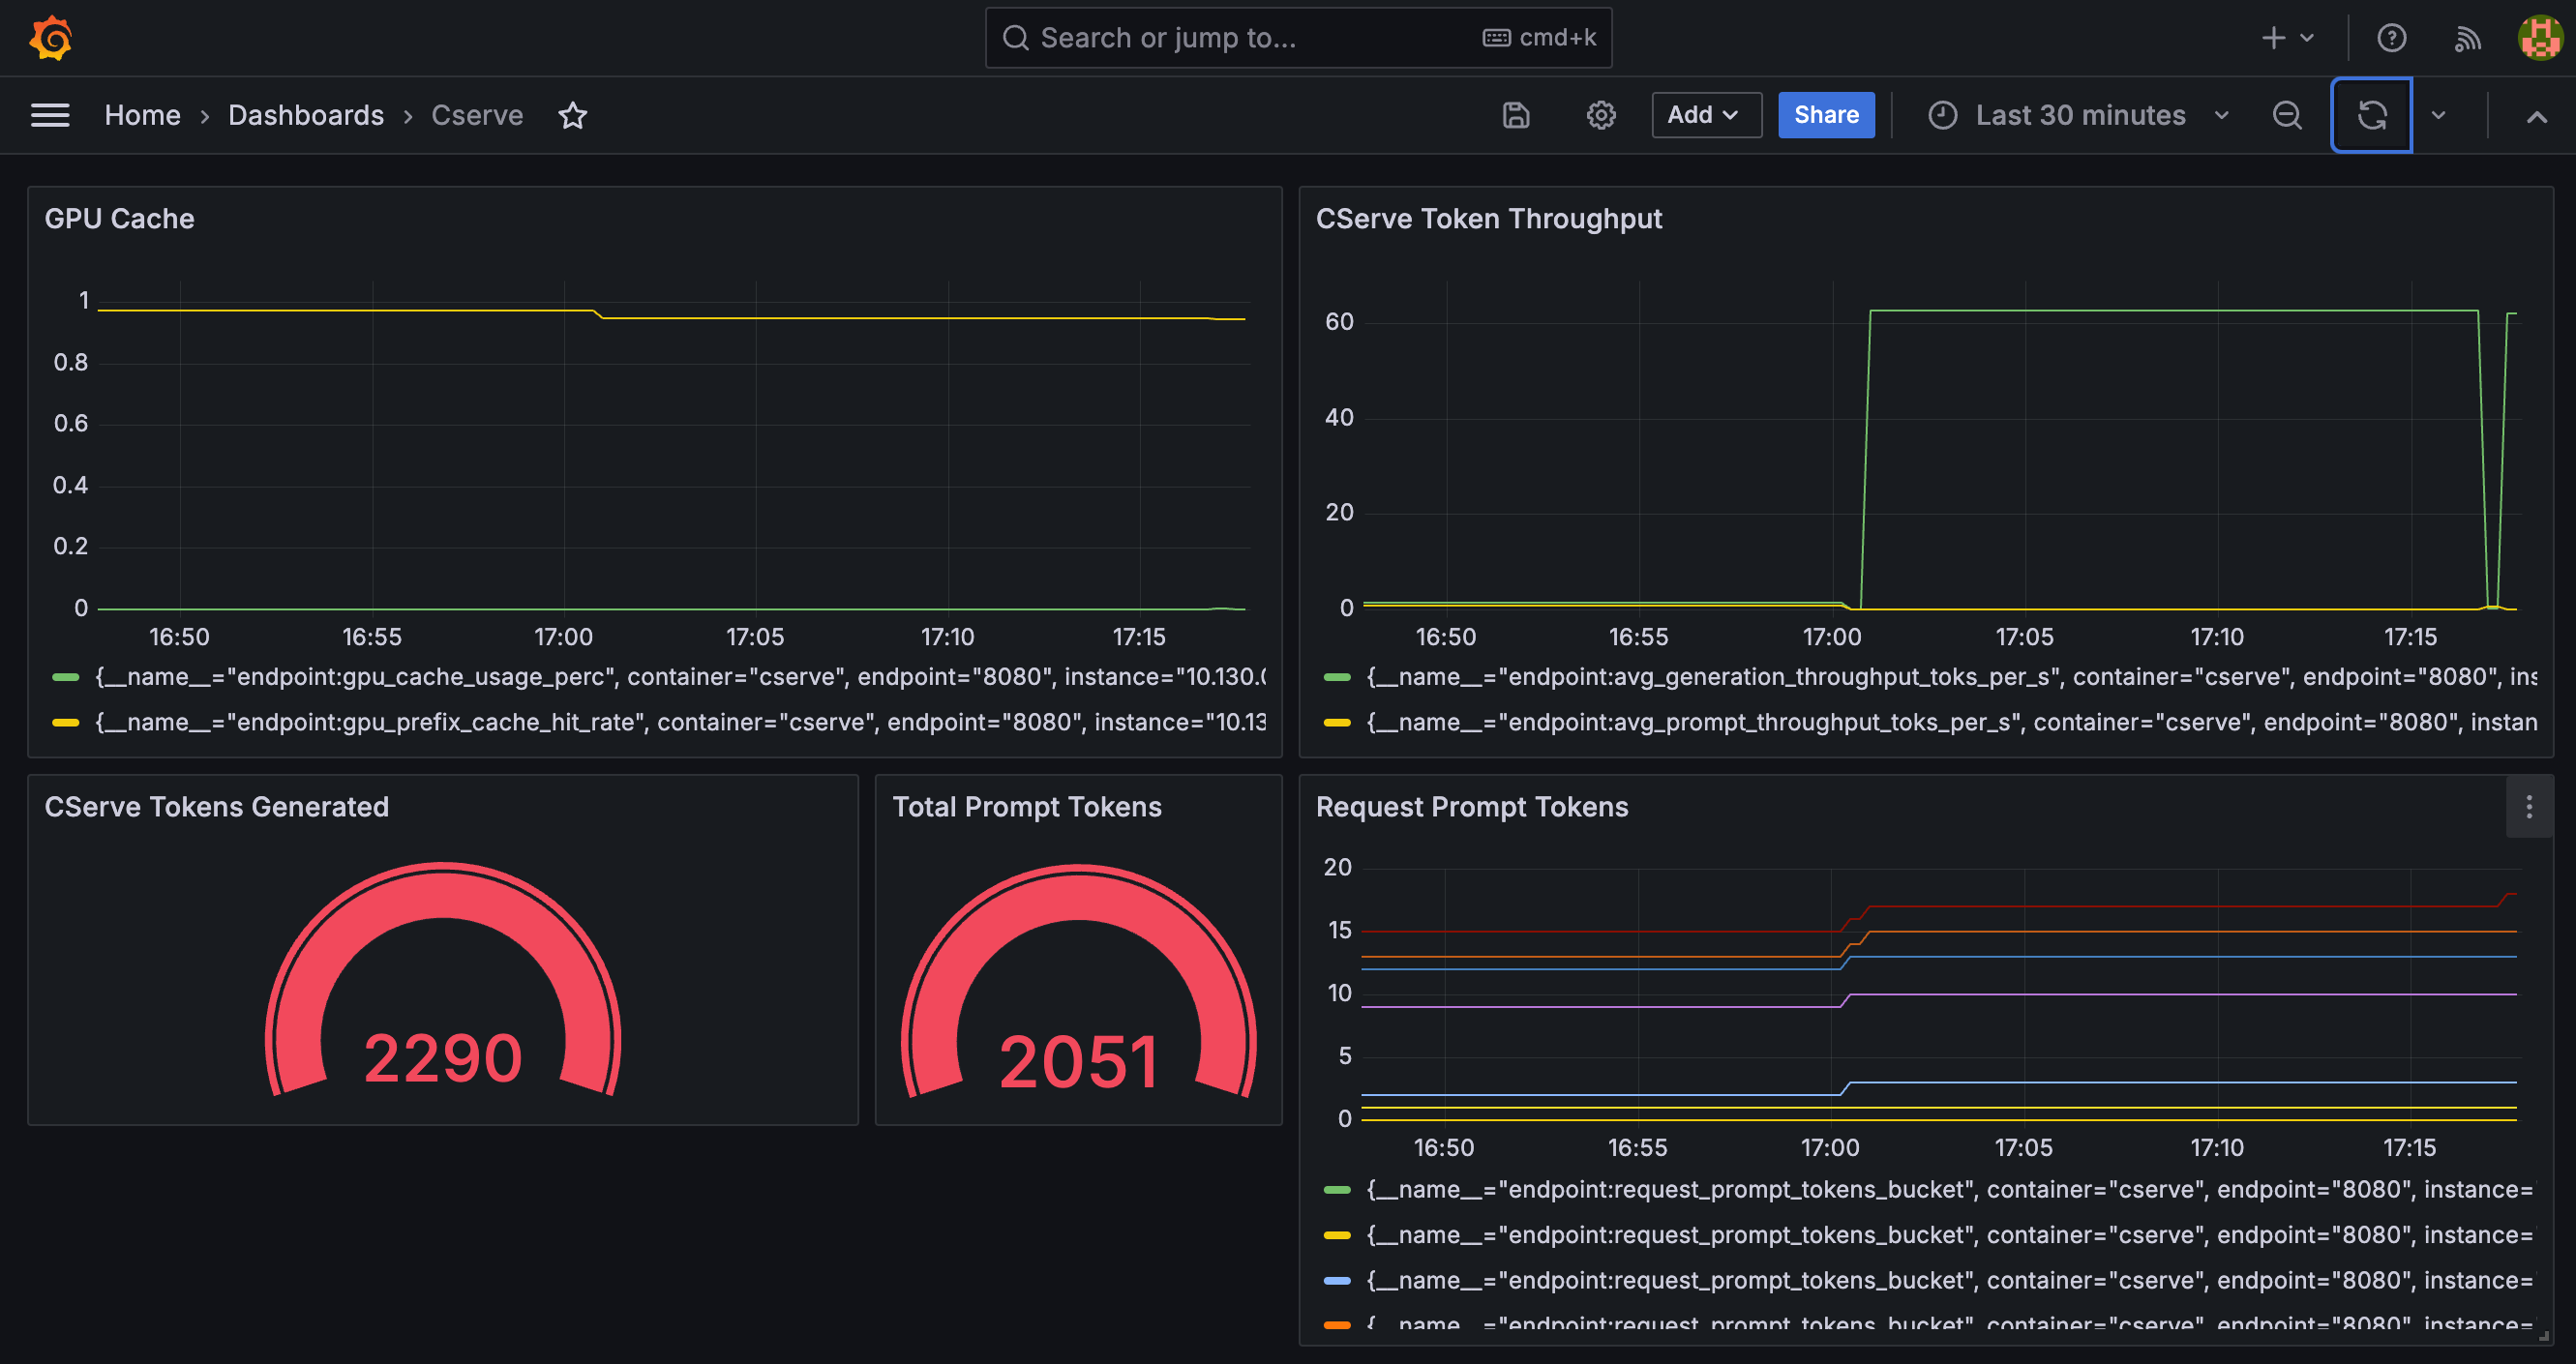 Search or jump to... cmd+k
Home › Dashboards › Cserve Add Share Last 30 minutes
GPU Cache
1
0.8
0.6
0.4
0.2
0
16:50 16:55 17:00 17:05 17:10 17:15
{__name__="endpoint:gpu_cache_usage_perc", container="cserve", endpoint="8080", instance="10.130.
{__name__="endpoint:gpu_prefix_cache_hit_rate", container="cserve", endpoint="8080", instance="10.13
CServe Token Throughput
60
40
20
0
16:50 16:55 17:00 17:05 17:10 17:15
{__name__="endpoint:avg_generation_throughput_toks_per_s", container="cserve", endpoint="8080", ins
{__name__="endpoint:avg_prompt_throughput_toks_per_s", container="cserve", endpoint="8080", instan
CServe Tokens Generated
2290
Total Prompt Tokens
2051
Request Prompt Tokens
20
15
10
5
0
16:50 16:55 17:00 17:05 17:10 17:15
{__name__="endpoint:request_prompt_tokens_bucket", container="cserve", endpoint="8080", instance=
{__name__="endpoint:request_prompt_tokens_bucket", container="cserve", endpoint="8080", instance=
{__name__="endpoint:request_prompt_tokens_bucket", container="cserve", endpoint="8080", instance=
{__name__="endpoint:request_prompt_tokens_bucket", container="cserve", endpoint="8080", instance=